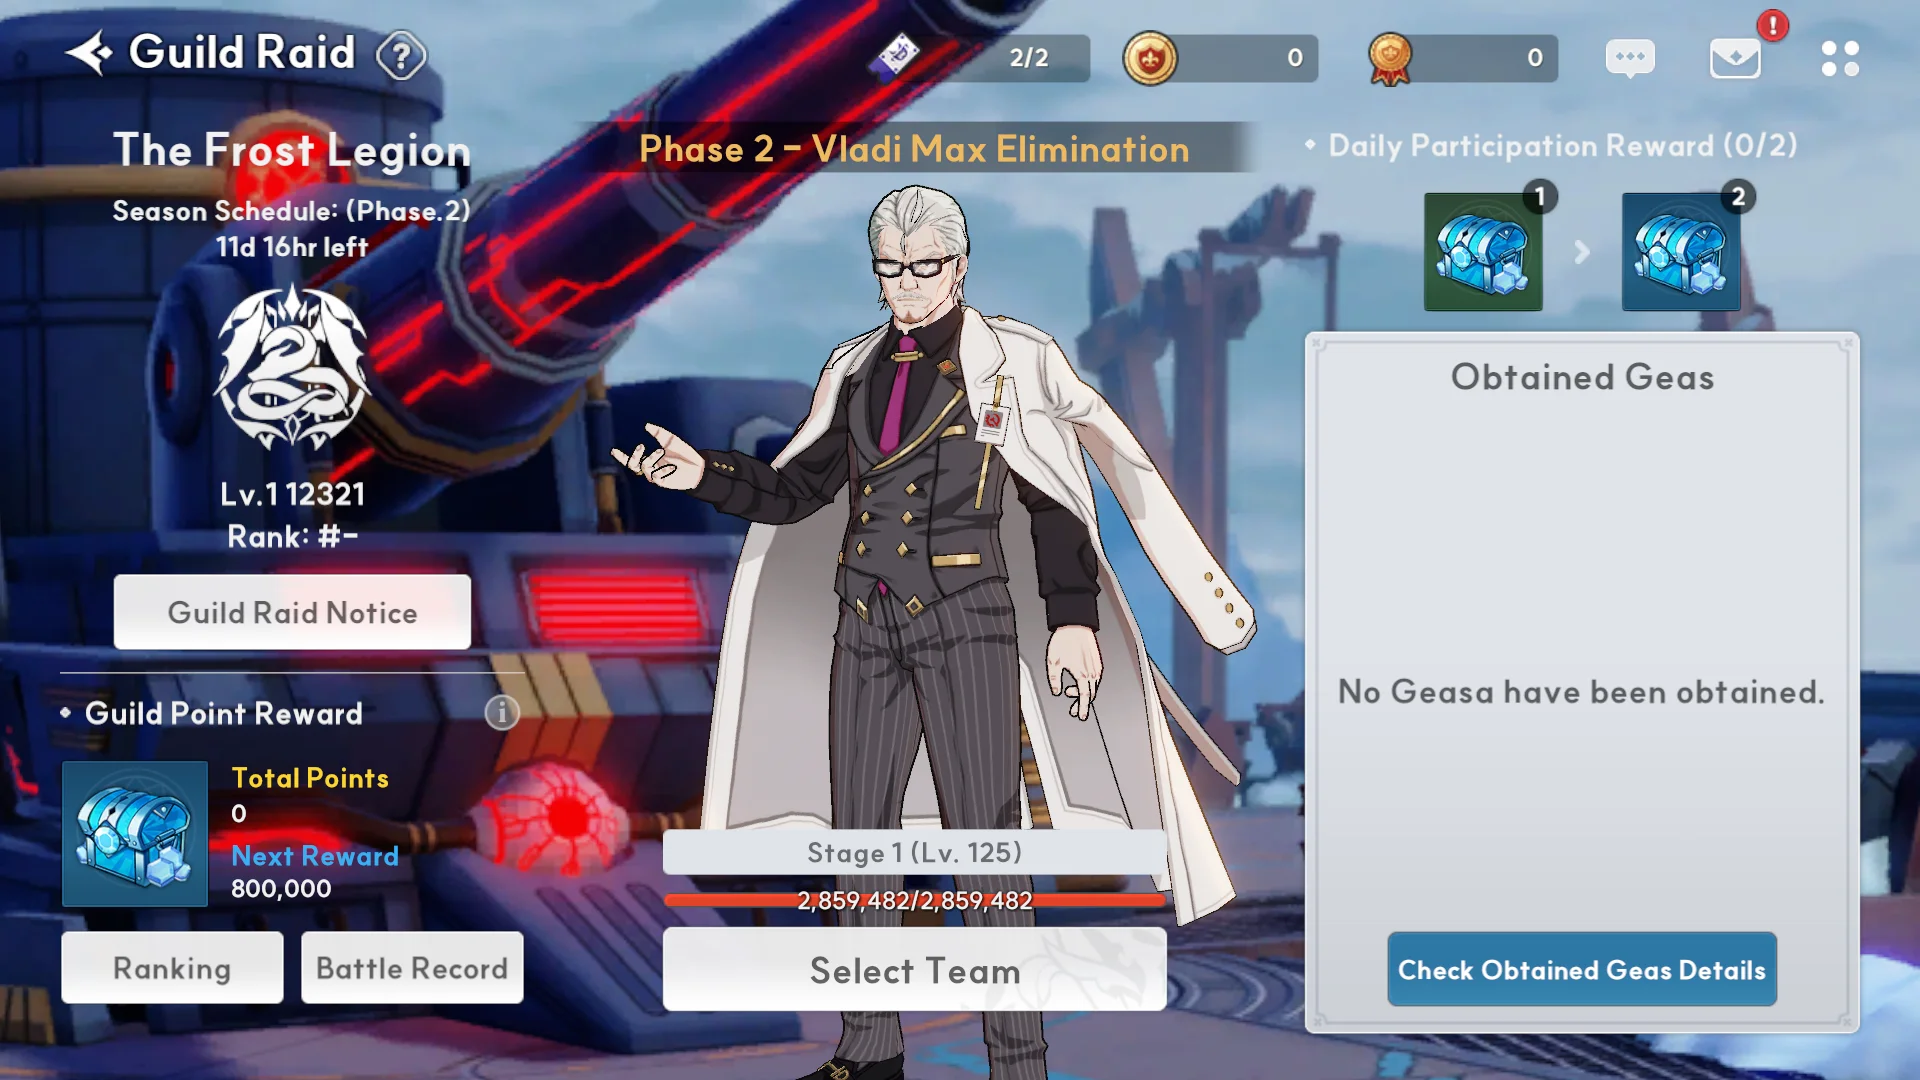 Guild Raid
?
2/2
0
0
!
The Frost Legion
Season Schedule: (Phase.2)
11d 16hr left
Lv.1 12321
Rank: #-
Guild Raid Notice
Guild Point Reward
i
Total Points
0
Next Reward
800,000
Ranking
Battle Record
Phase 2 - Vladi Max Elimination
Stage 1 (Lv. 125)
2,859,482/2,859,482
Select Team
Daily Participation Reward (0/2)
1
2
Obtained Geas
No Geasa have been obtained.
Check Obtained Geas Details